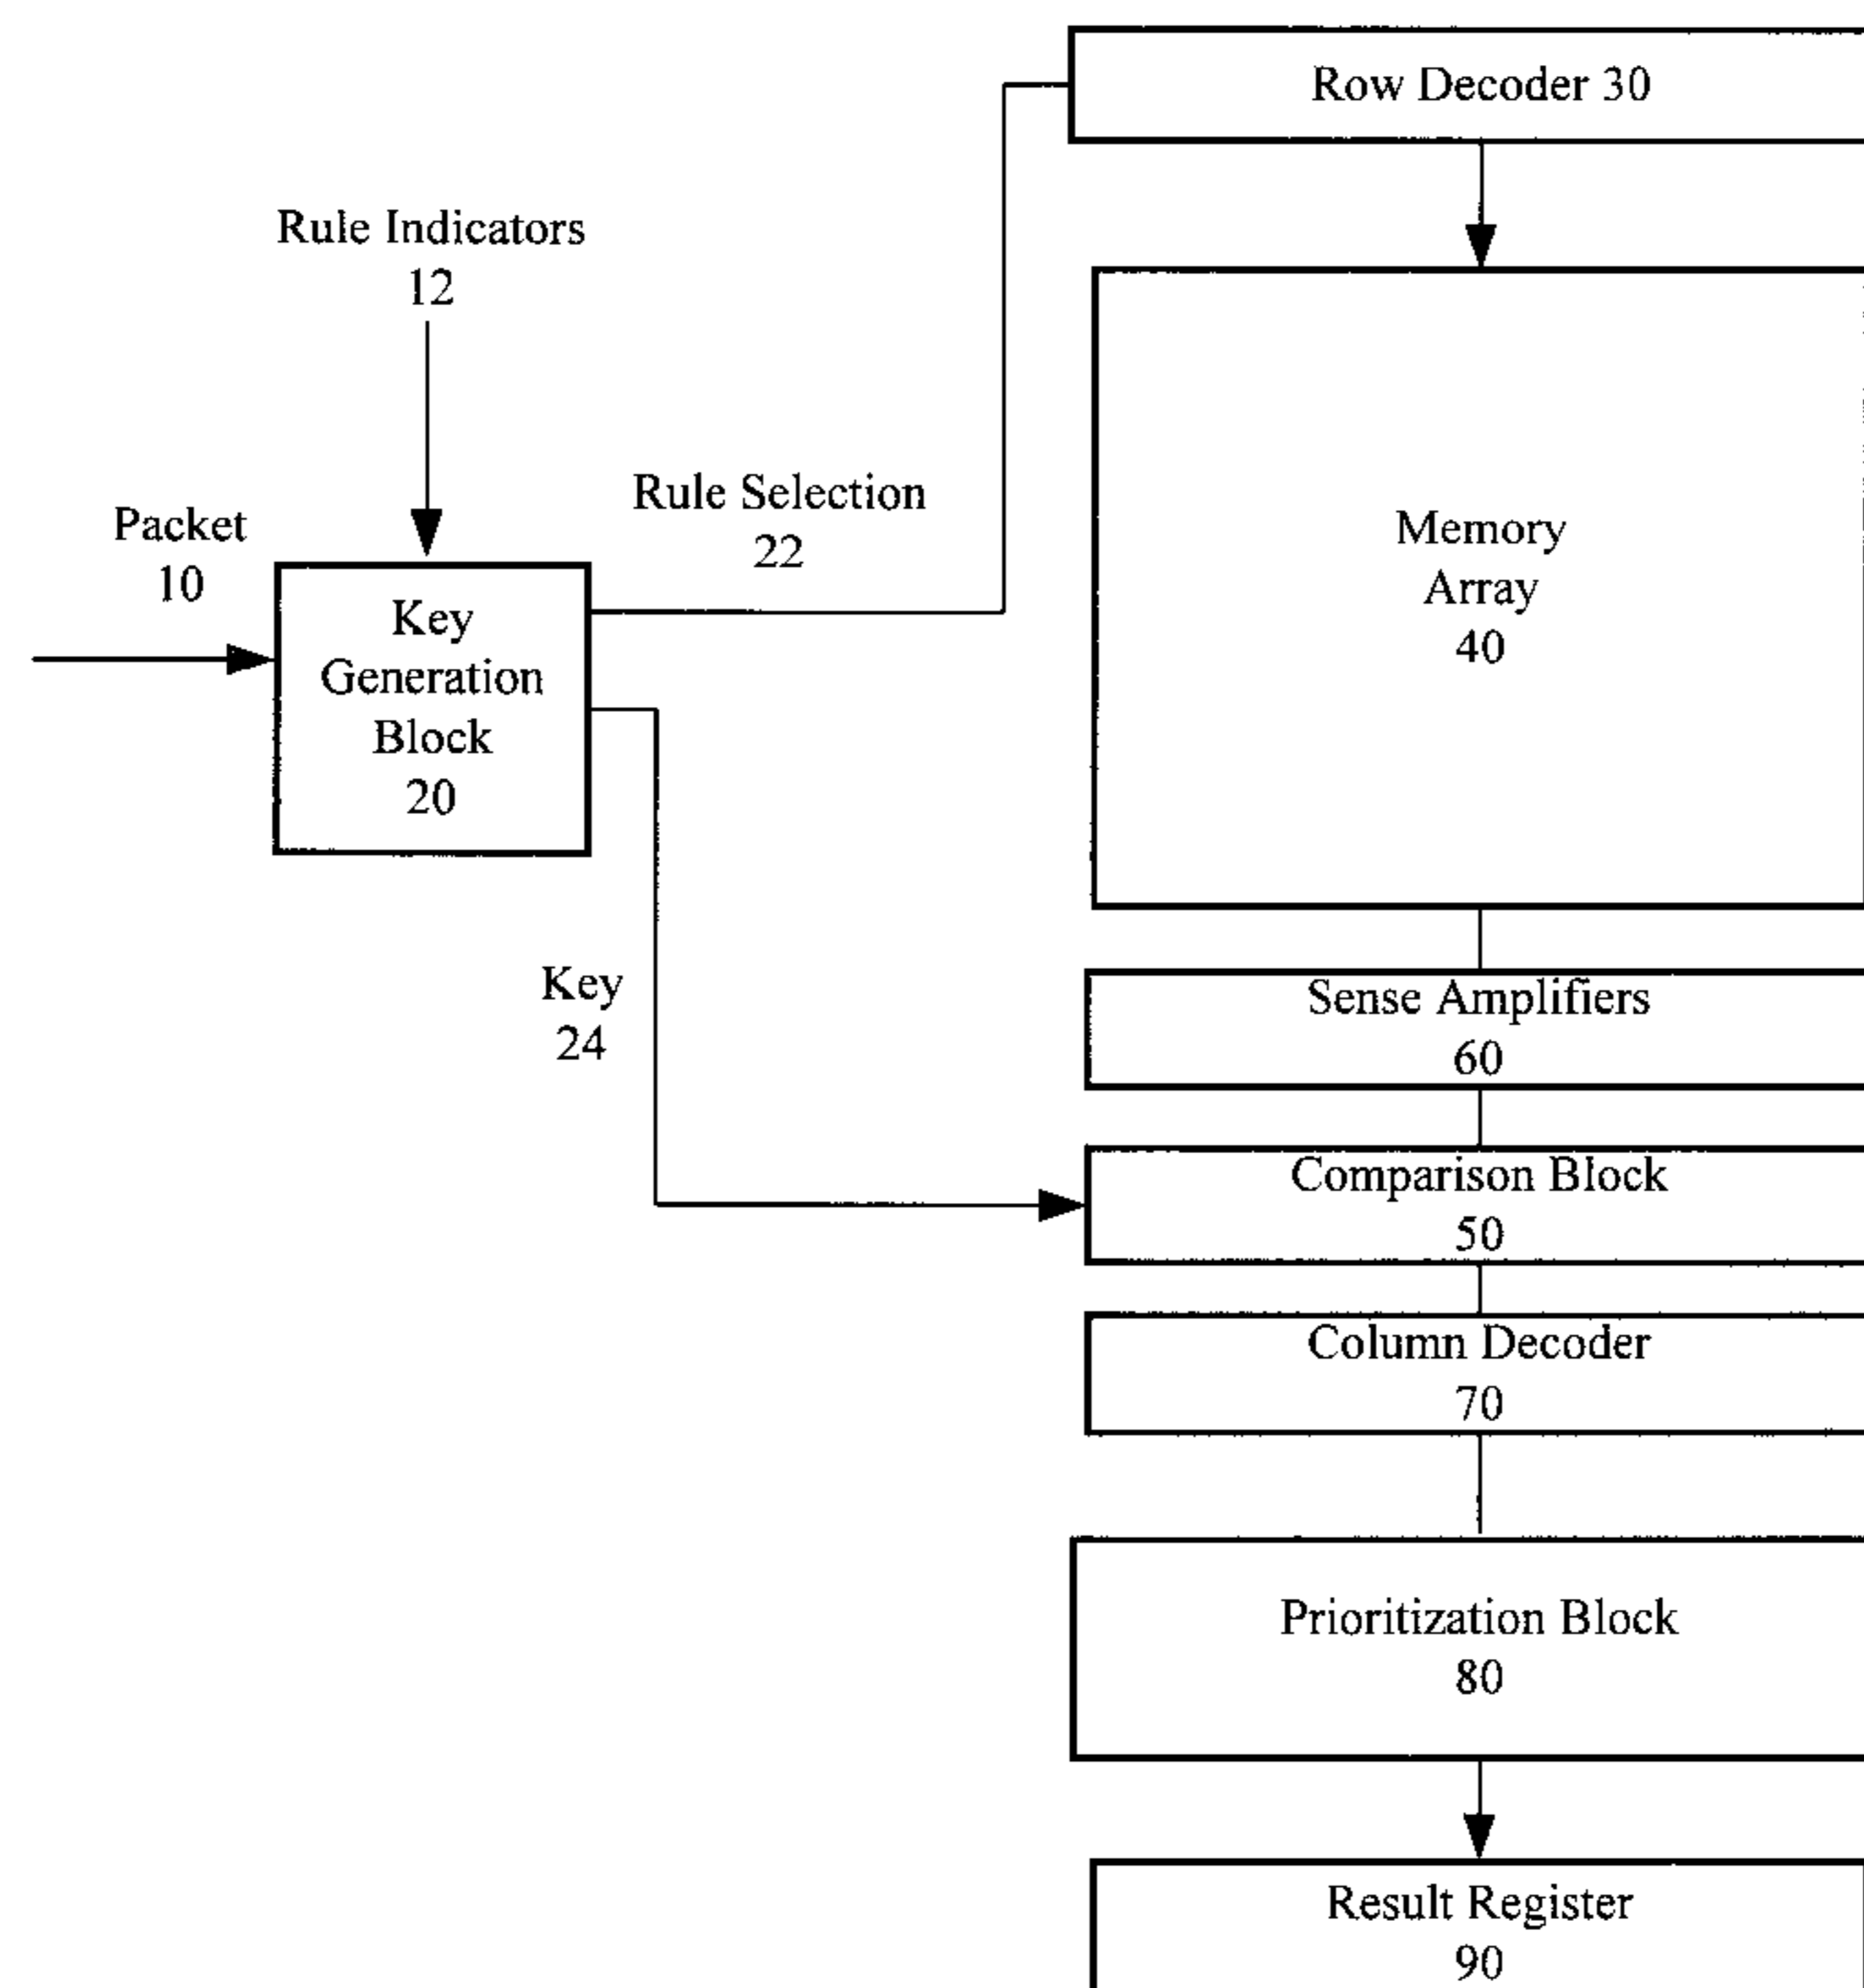 Row Decoder 30
Rule Indicators
12
Rule Selection
22
Packet
10
Key
Generation
Block
20
Memory
Array
40
Key
24
Sense Amplifiers
60
Comparison Block
50
Column Decoder
70
Prioritization Block
80
Result Register
90